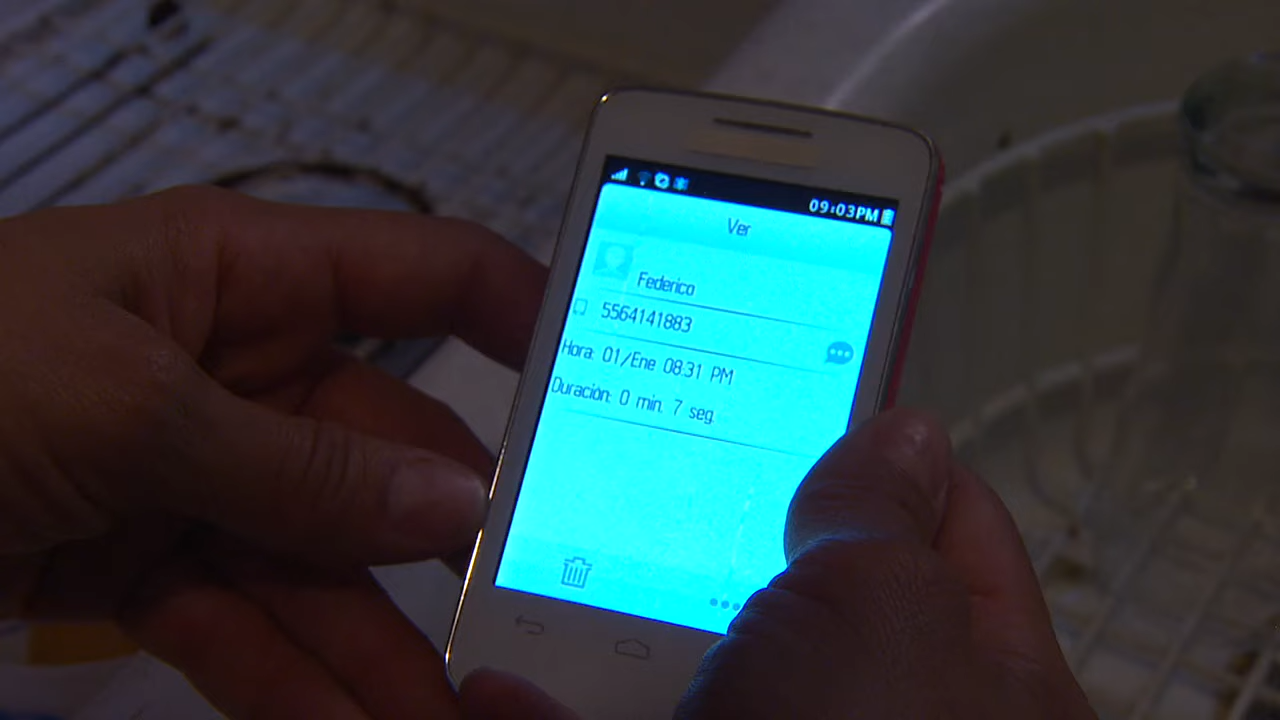 09:03PM
Ver
Federico
5564141883
Hora: 01/Ene 08:31 PM
Duración: 0 min. 7 seg.